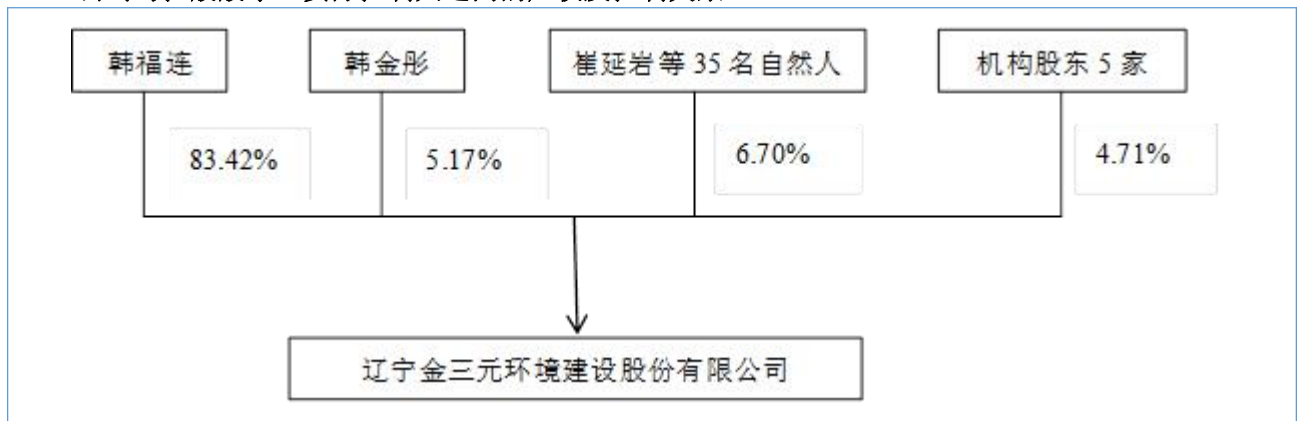 韩福连
韩金彤
崔延岩等 35 名自然人
机构股东 5 家
83.42%
5.17%
6.70%
4.71%
辽宁金三元环境建设股份有限公司